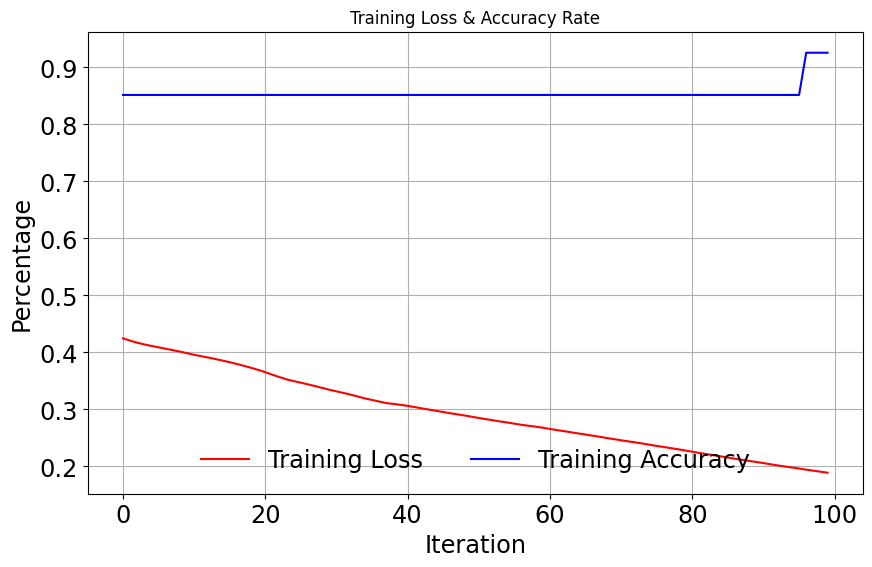 Training Loss & Accuracy Rate
Percentage
0.9
0.8
0.7
0.6
0.5
0.4
0.3
0.2
Training Loss
Training Accuracy
0 20 40 60 80 100
Iteration